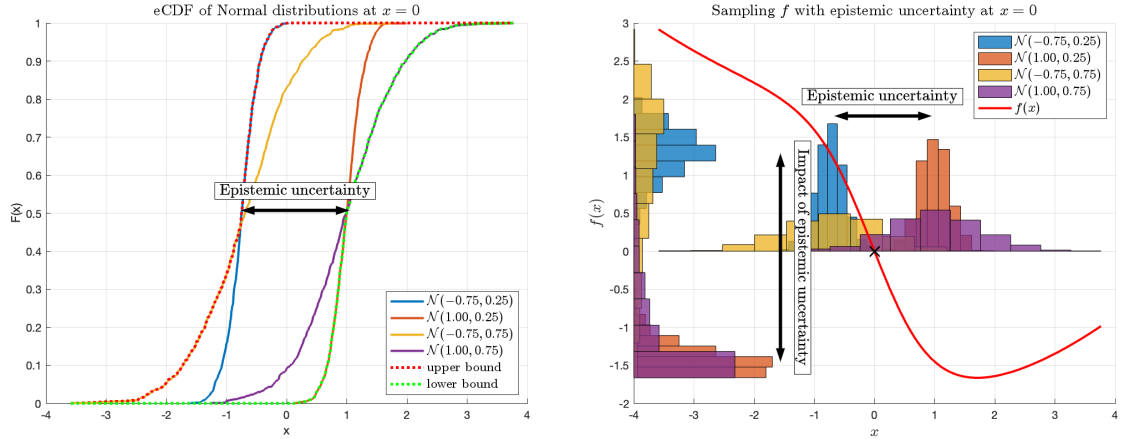 eCDF of Normal distributions at x = 0
1
0.9
0.8
0.7
0.6
0.5
0.4
0.3
0.2
0.1
0
F(x)
Epistemic uncertainty
N(−0.75, 0.25)
N(1.00, 0.25)
N(−0.75, 0.75)
N(1.00, 0.75)
upper bound
lower bound
-4 -3 -2 -1 0 1 2 3 4
x
Sampling f with epistemic uncertainty at x = 0
3
2.5
2
1.5
1
0.5
0
-0.5
-1
-1.5
-2
f(x)
N(−0.75, 0.25)
N(1.00, 0.25)
N(−0.75, 0.75)
N(1.00, 0.75)
f(x)
Epistemic uncertainty
Impact of epistemic uncertainty
-4 -3 -2 -1 0 1 2 3 4
x